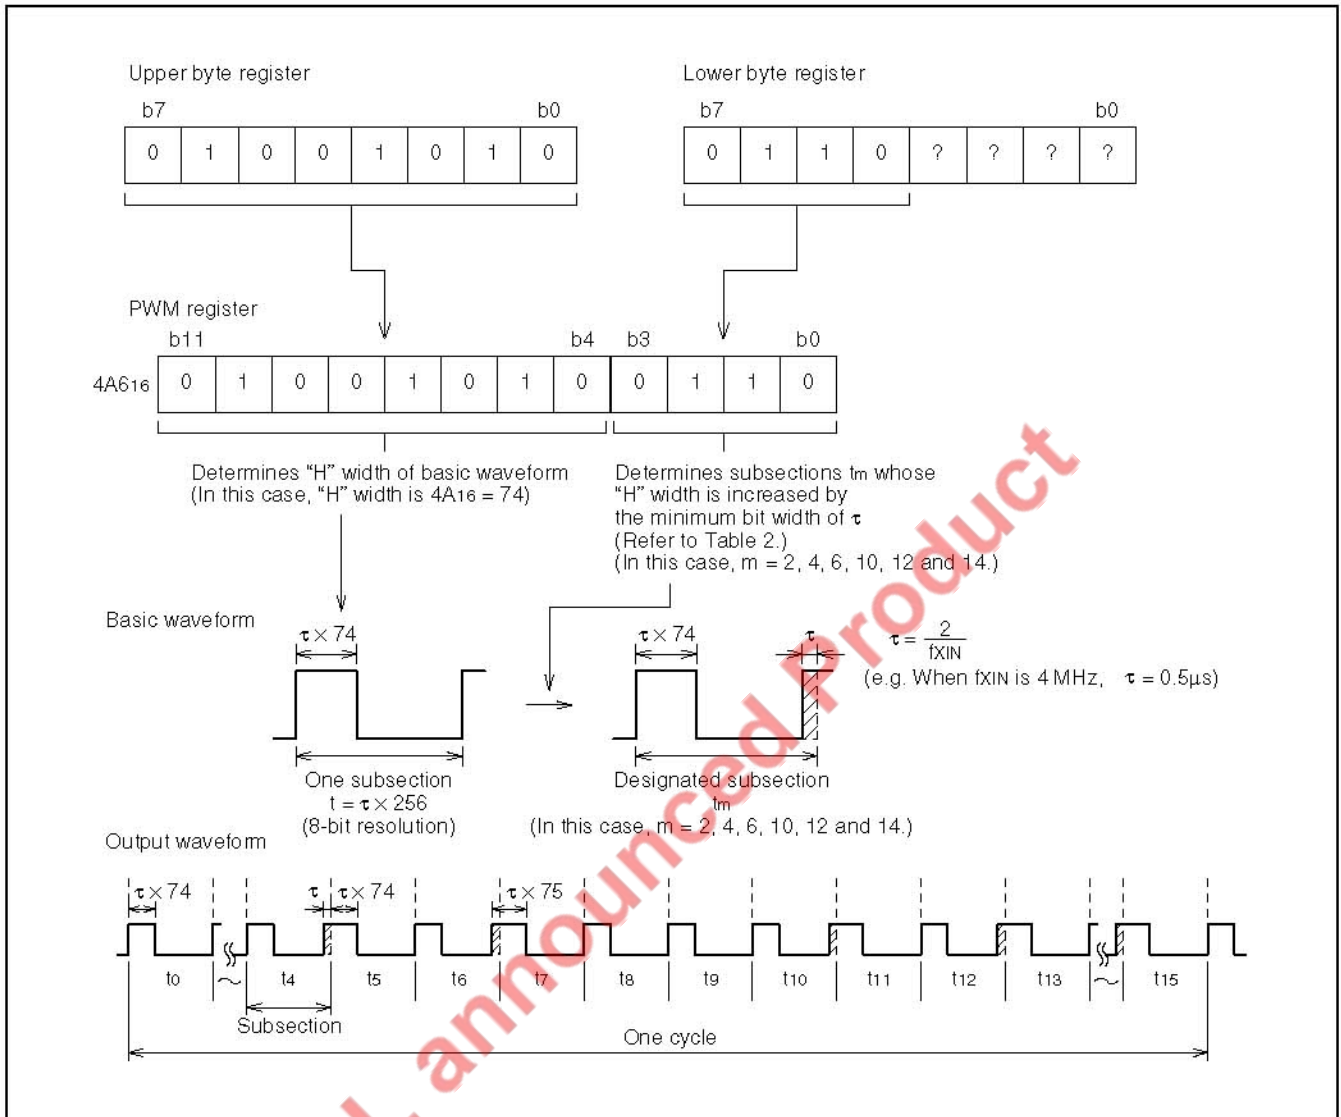 Upper byte register
Lower byte register
b7 b0
b7 b0
0 1 0 0 1 0 1 0
0 1 1 0 ? ? ? ?
PWM register
b11 b4 b3 b0
4A616 0 1 0 0 1 0 1 0 0 1 1 0
Determines “H” width of basic waveform
(In this case, “H” width is 4A16 = 74)
Determines subsections tm whose
“H” width is increased by
the minimum bit width of τ
(Refer to Table 2.)
(In this case, m = 2, 4, 6, 10, 12 and 14.)
Basic waveform
τ × 74
τ × 74
τ
τ = 2
fXIN
(e.g. When fXIN is 4 MHz, τ = 0.5µs)
One subsection
t = τ × 256
(8-bit resolution)
Designated subsection
tm
(In this case, m = 2, 4, 6, 10, 12 and 14.)
Output waveform
τ × 74 τ τ × 74 τ × 75
t0 t4 t5 t6 t7 t8 t9 t10 t11 t12 t13 t15
Subsection
One cycle
announced Product